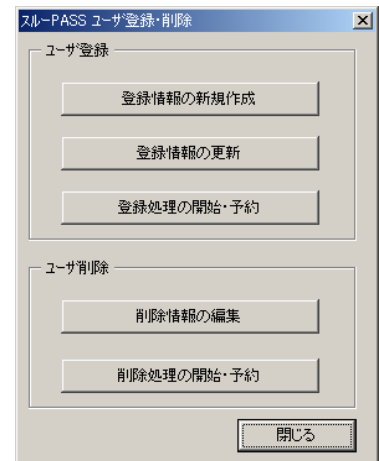 スルーPASS ユーザ登録・削除
ユーザ登録
登録情報の新規作成
登録情報の更新
登録処理の開始・予約
ユーザ削除
削除情報の編集
削除処理の開始・予約
閉じる